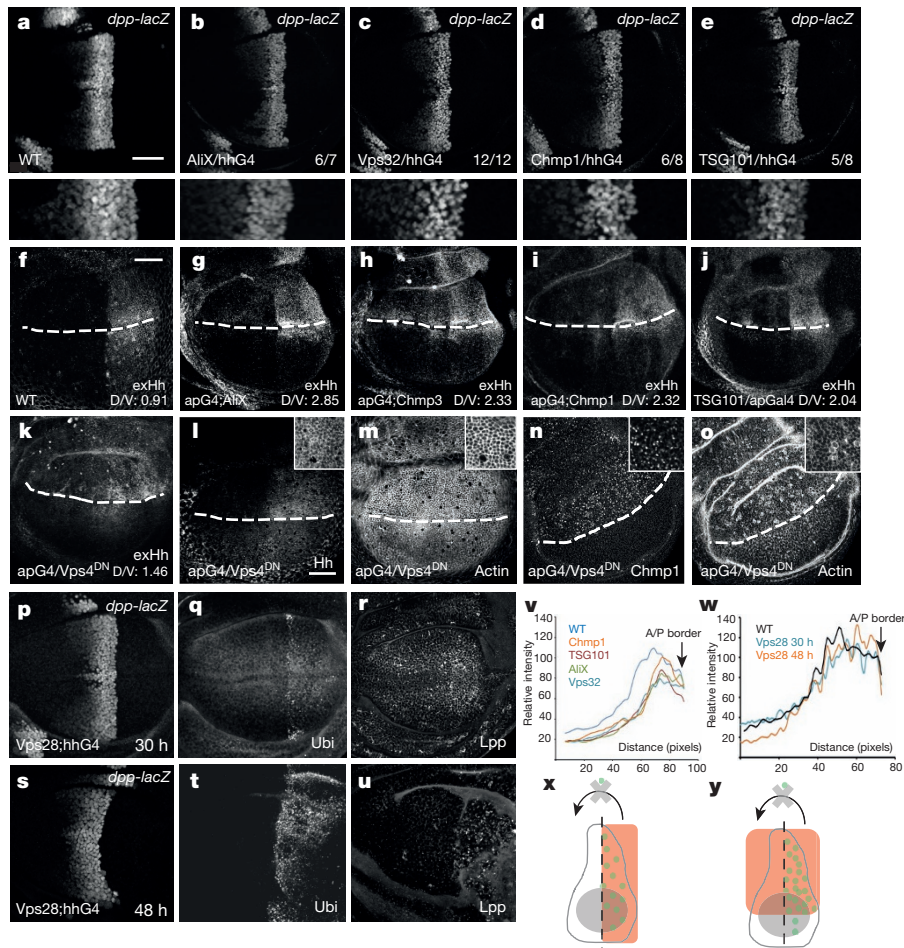 a dpp-lacZ WT
b dpp-lacZ AliX/hhG4 6/7
c dpp-lacZ Vps32/hhG4 12/12
d dpp-lacZ Chmp1/hhG4 6/8
e dpp-lacZ TSG101/hhG4 5/8
f exHh
WT D/V: 0.91
g exHh
apG4;AliX D/V: 2.85
h exHh
apG4;Chmp3 D/V: 2.33
i exHh
apG4;Chmp1 D/V: 2.32
j exHh
TSG101/apGal4 D/V: 2.04
k exHh
apG4/Vps4DN D/V: 1.46
l Hh
apG4/Vps4DN
m apG4/Vps4DN Actin
n apG4/Vps4DN Chmp1
o apG4/Vps4DN Actin
p dpp-lacZ
Vps28;hhG4 30 h
q Ubi
r Lpp
s dpp-lacZ
Vps28;hhG4 48 h
t Ubi
u Lpp
v
140
120
100
80
60
40
20
Relative intensity
WT
Chmp1
TSG101
AliX
Vps32
A/P border
Distance (pixels)
20 40 60 80 100
w
140
120
100
80
60
40
20
Relative intensity
WT
Vps28 30 h
Vps28 48 h
A/P border
Distance (pixels)
20 40 60 80
x
y